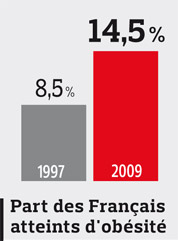 14,5 %
8,5 %
1997 2009
Part des Français
atteints d'obésité